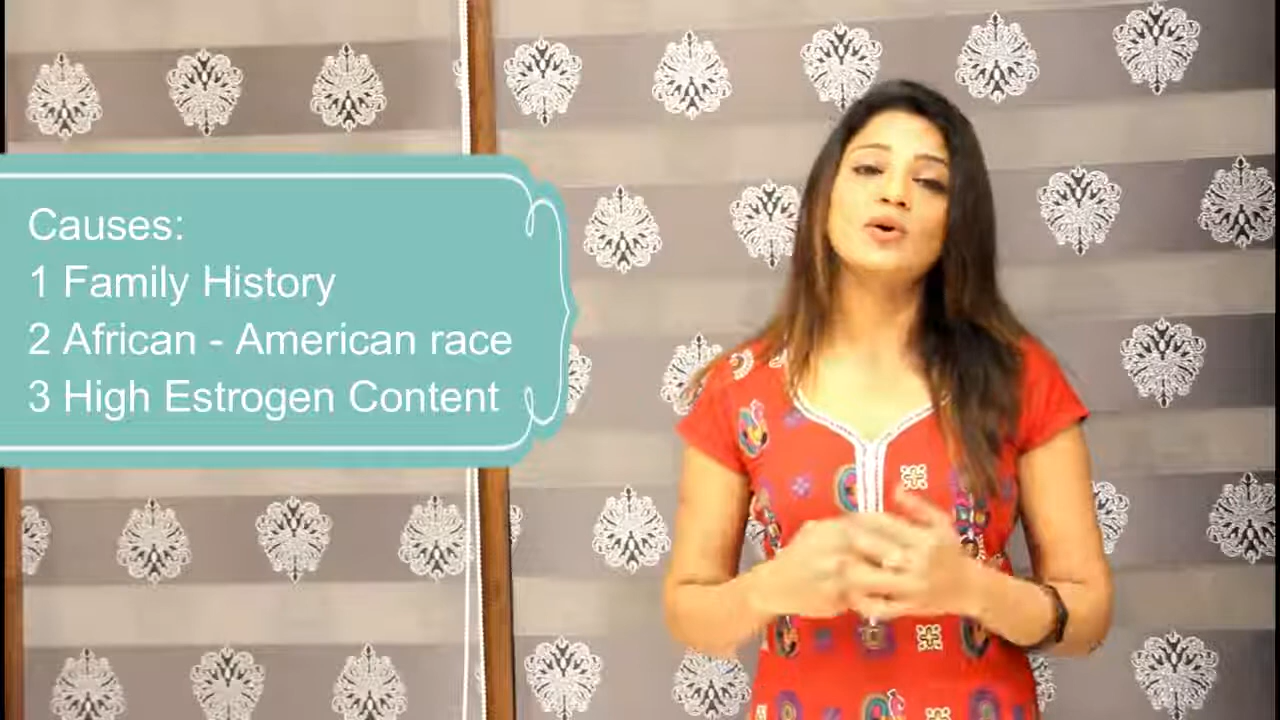 Causes:
1 Family History
2 African - American race
3 High Estrogen Content